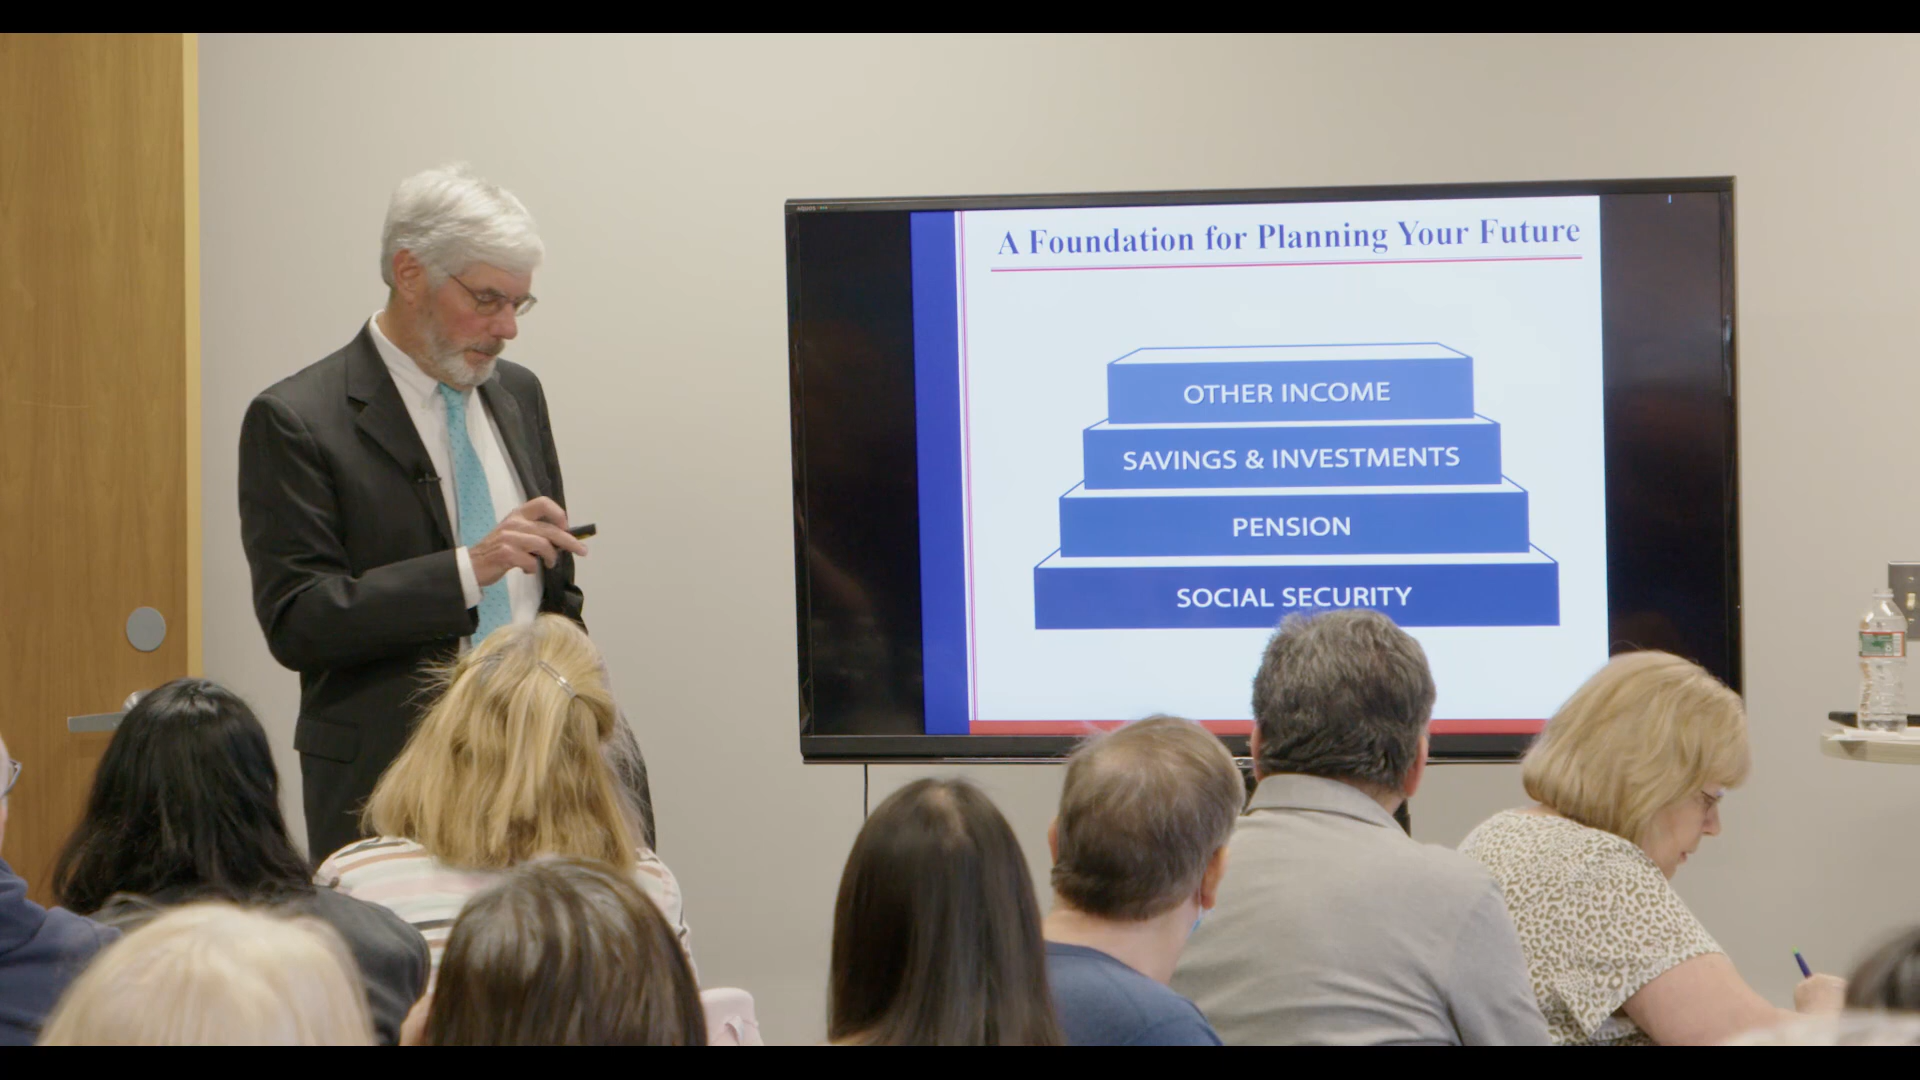 A Foundation for Planning Your Future
OTHER INCOME
SAVINGS & INVESTMENTS
PENSION
SOCIAL SECURITY